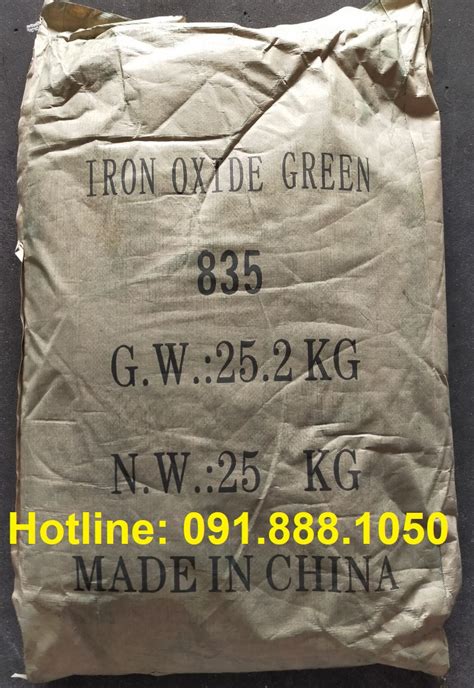 IRON OXIDE GREEN
835
G.W.:25.2 KG
N.W.:25 KG
Hotline: 091.888.1050
MADE IN CHINA